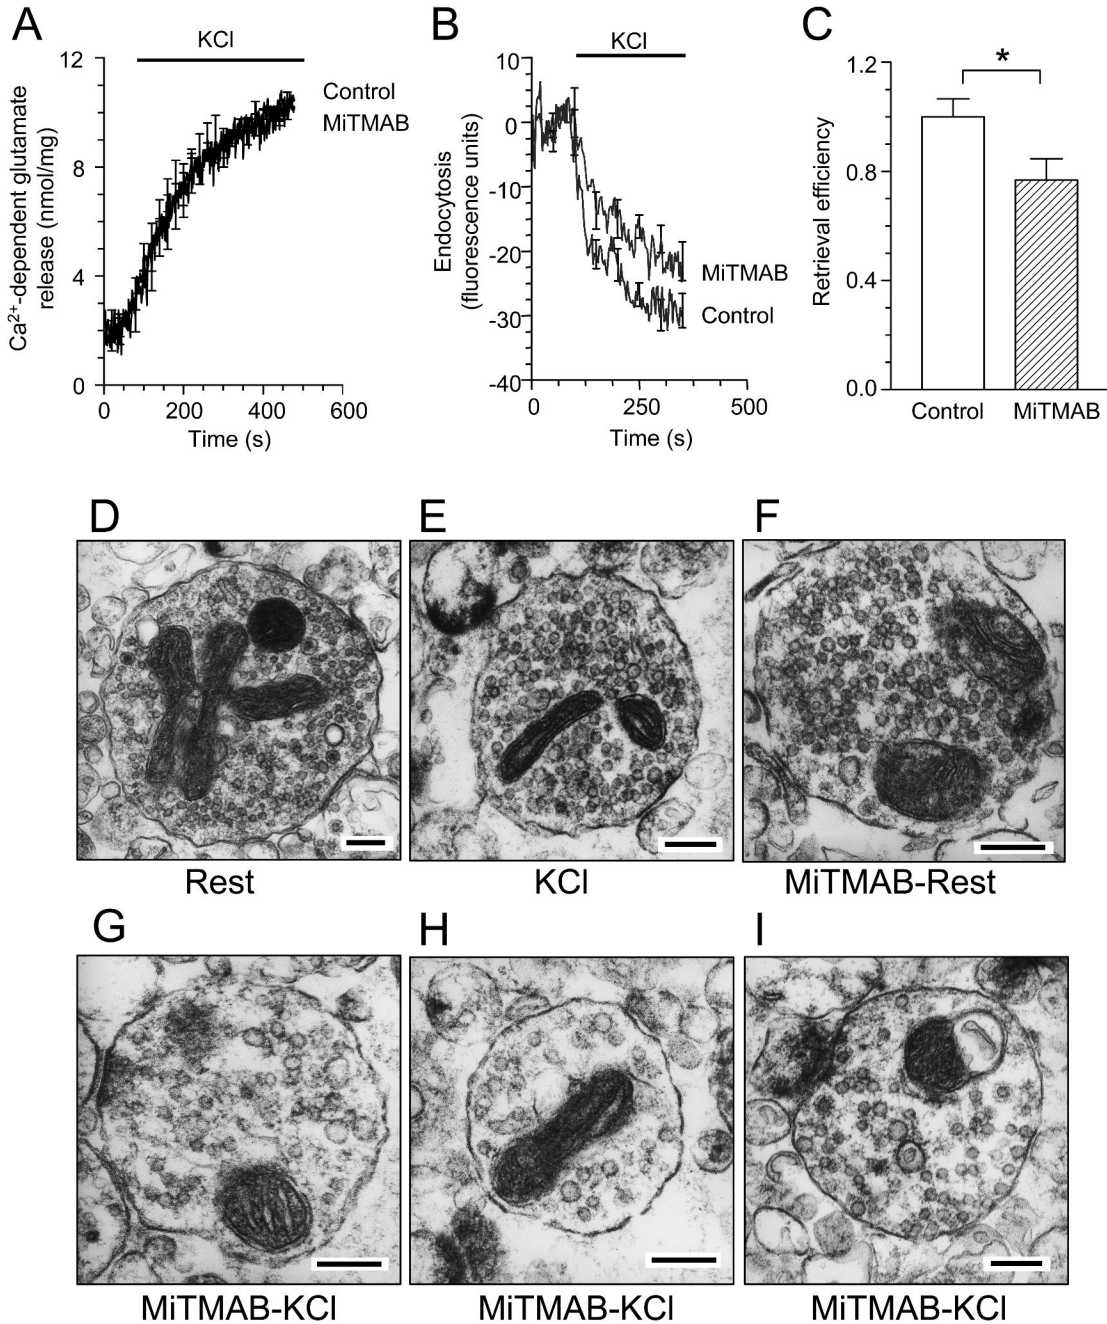 A
KCl
12
8
4
0
Ca²⁺-dependent glutamate
release (nmol/mg)
Control
MiTMAB
0 200 400 600
Time (s)
B
KCl
10
0
-10
-20
-30
-40
Endocytosis
(fluorescence units)
MiTMAB
Control
0 250 500
Time (s)
C
*
1.2
0.8
0.4
0.0
Retrieval efficiency
Control MiTMAB
D E F
Rest KCl MiTMAB-Rest
G H I
MiTMAB-KCl MiTMAB-KCl MiTMAB-KCl